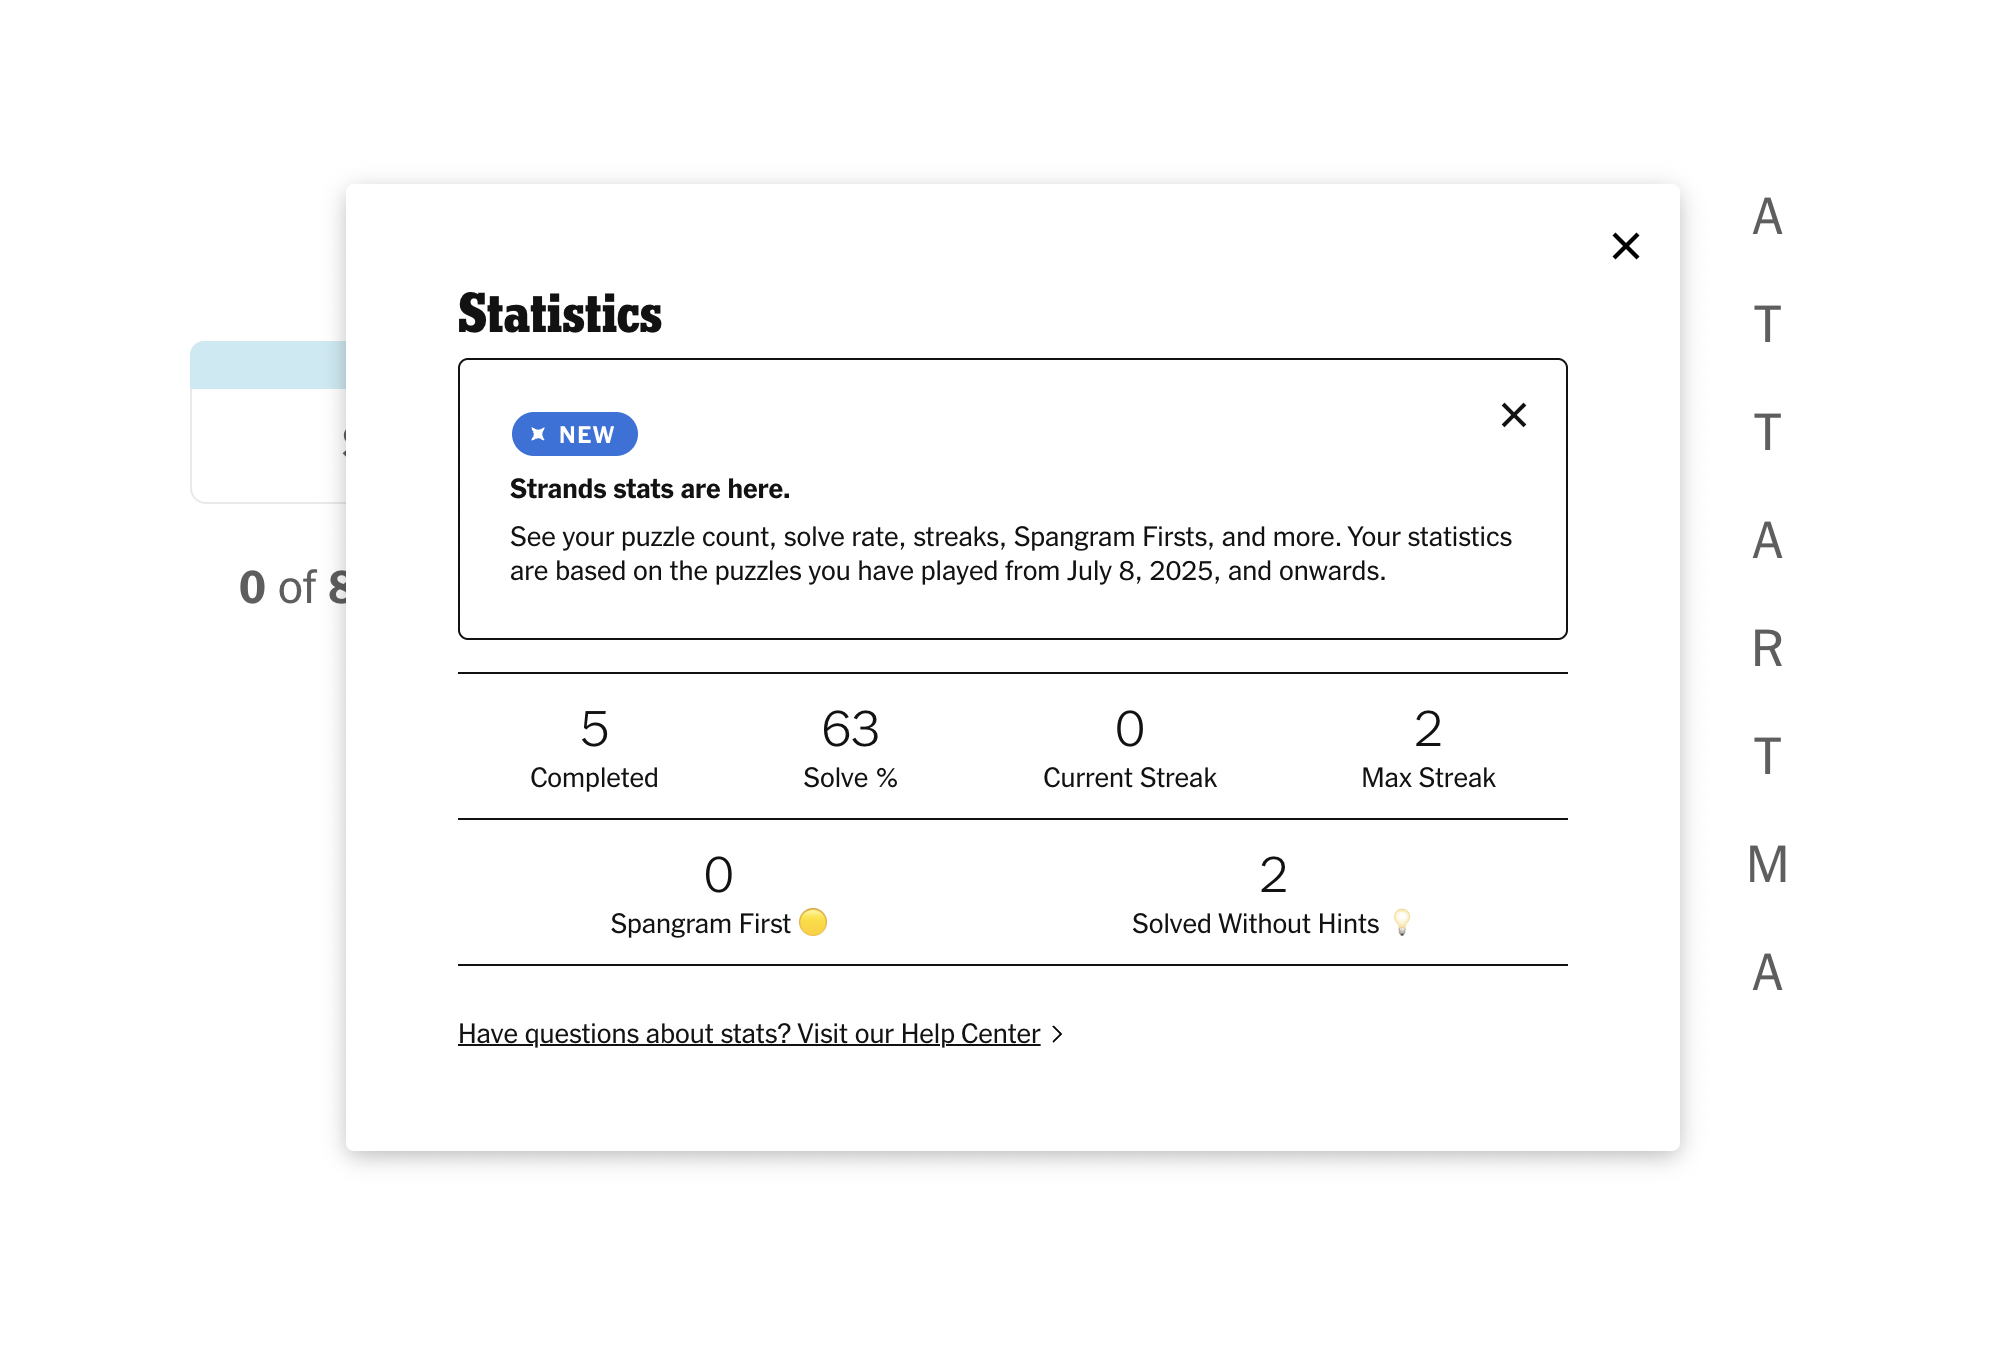 Statistics
NEW
Strands stats are here.
See your puzzle count, solve rate, streaks, Spangram Firsts, and more. Your statistics
are based on the puzzles you have played from July 8, 2025, and onwards.
5 63 0 2
Completed Solve % Current Streak Max Streak
0 2
Spangram First Solved Without Hints
Have questions about stats? Visit our Help Center
0 of 8
A
T
T
A
R
T
M
A